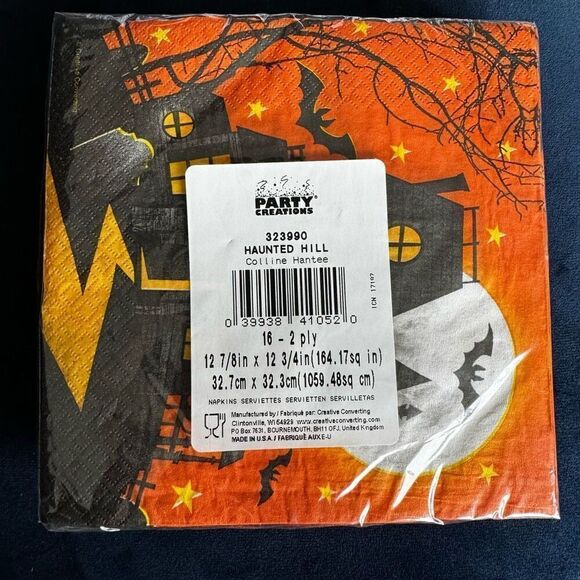 PARTY
CREATIONS
323990
HAUNTED HILL
Colline Hantee
0 39938 41052 0
ICN 17187
16 - 2 ply
12 7/8in x 12 3/4in(164.17sq in)
32.7cm x 32.3cm(1059.48sq cm)
NAPKINS SERVIETTES SERVIETTEN SERVILLETAS
Manufactured by / Fabriqué par: Creative Converting
Clintonville, WI 54929 www.creativeconverting.com
PO Box 7631, BOURNEMOUTH, BH11 OFJ, United Kingdom
MADE IN U.S.A. / FABRIQUÉ AUX E-U